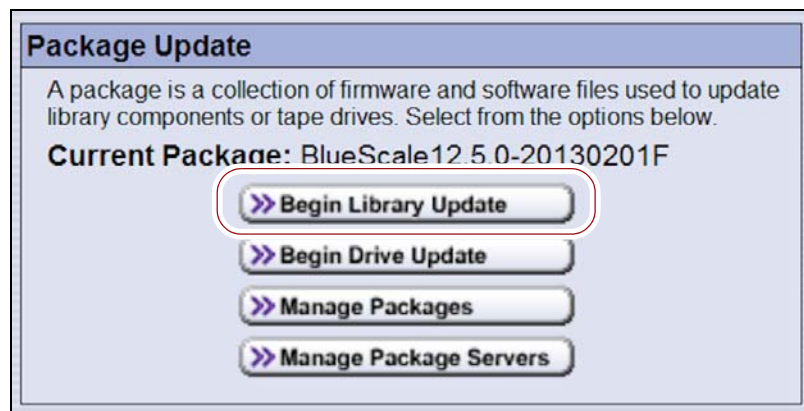 Package Update
A package is a collection of firmware and software files used to update
library components or tape drives. Select from the options below.
Current Package: BlueScale12.5.0-20130201F
Begin Library Update
Begin Drive Update
Manage Packages
Manage Package Servers